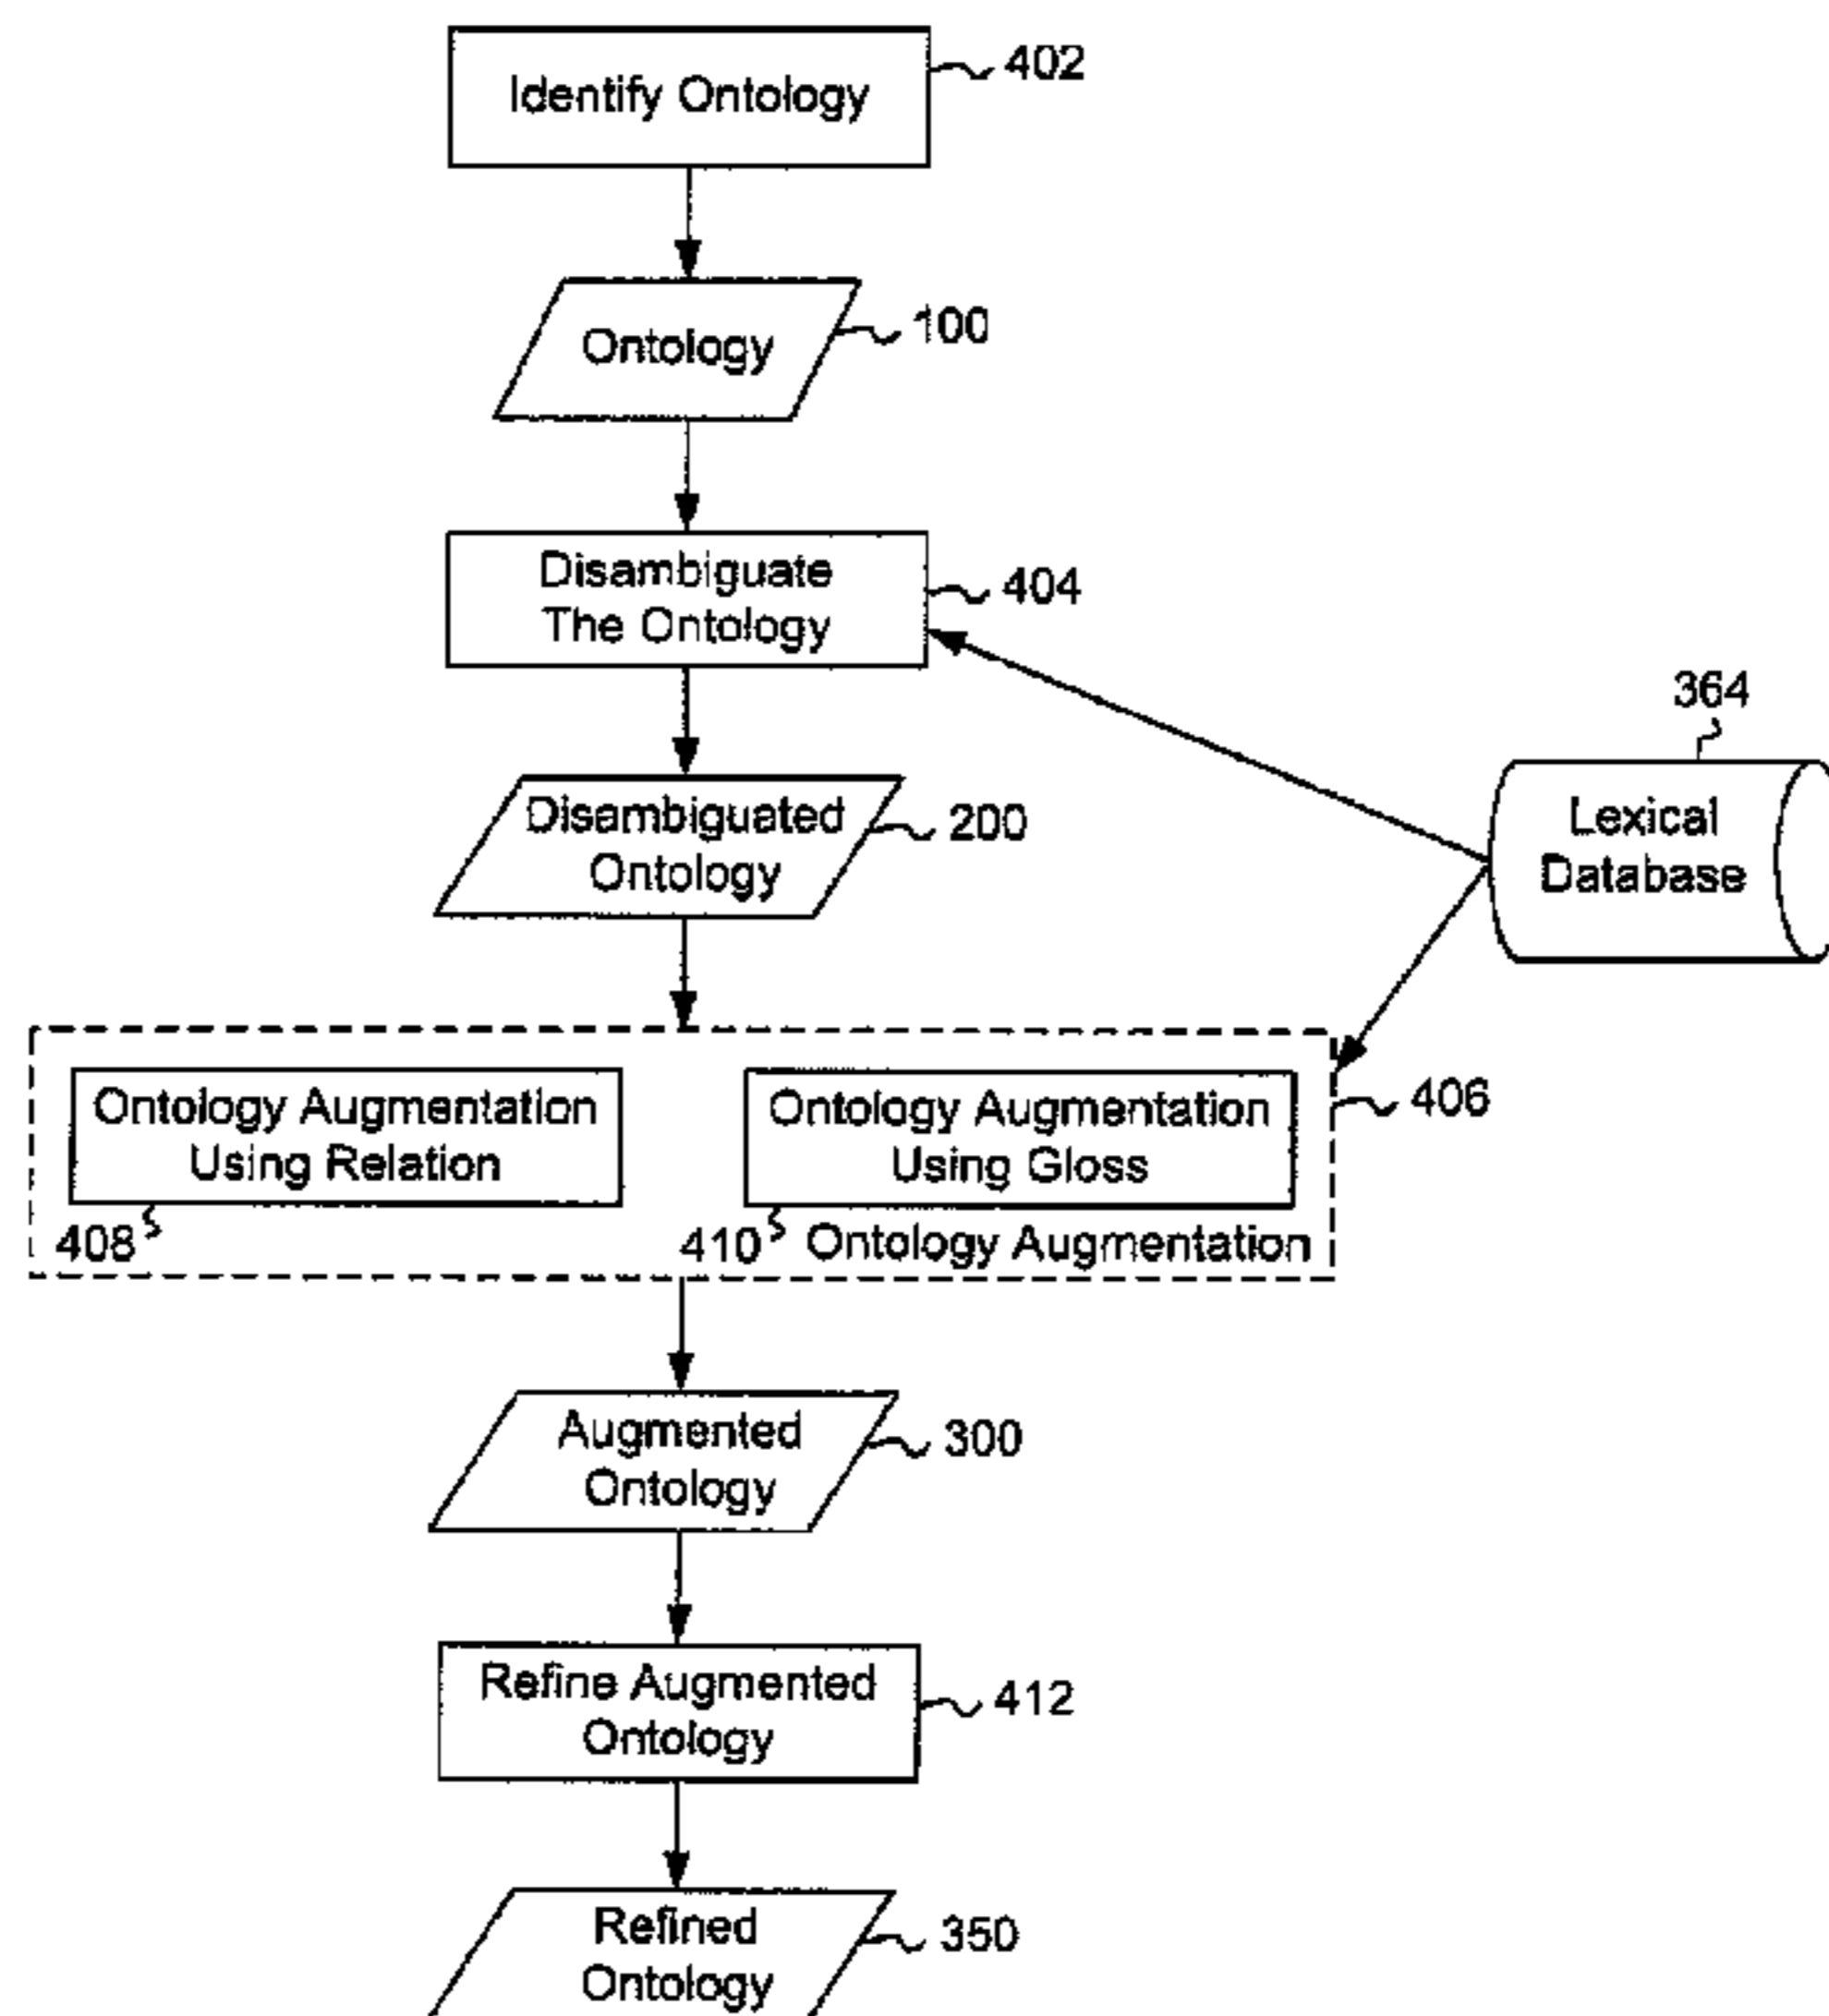 Identify Ontology
402
Ontology
100
Disambiguate
The Ontology
404
364
Lexical
Database
Disambiguated
Ontology
200
Ontology Augmentation
Using Relation
408
Ontology Augmentation
Using Gloss
410
Ontology Augmentation
406
Augmented
Ontology
300
Refine Augmented
Ontology
412
Refined
Ontology
350